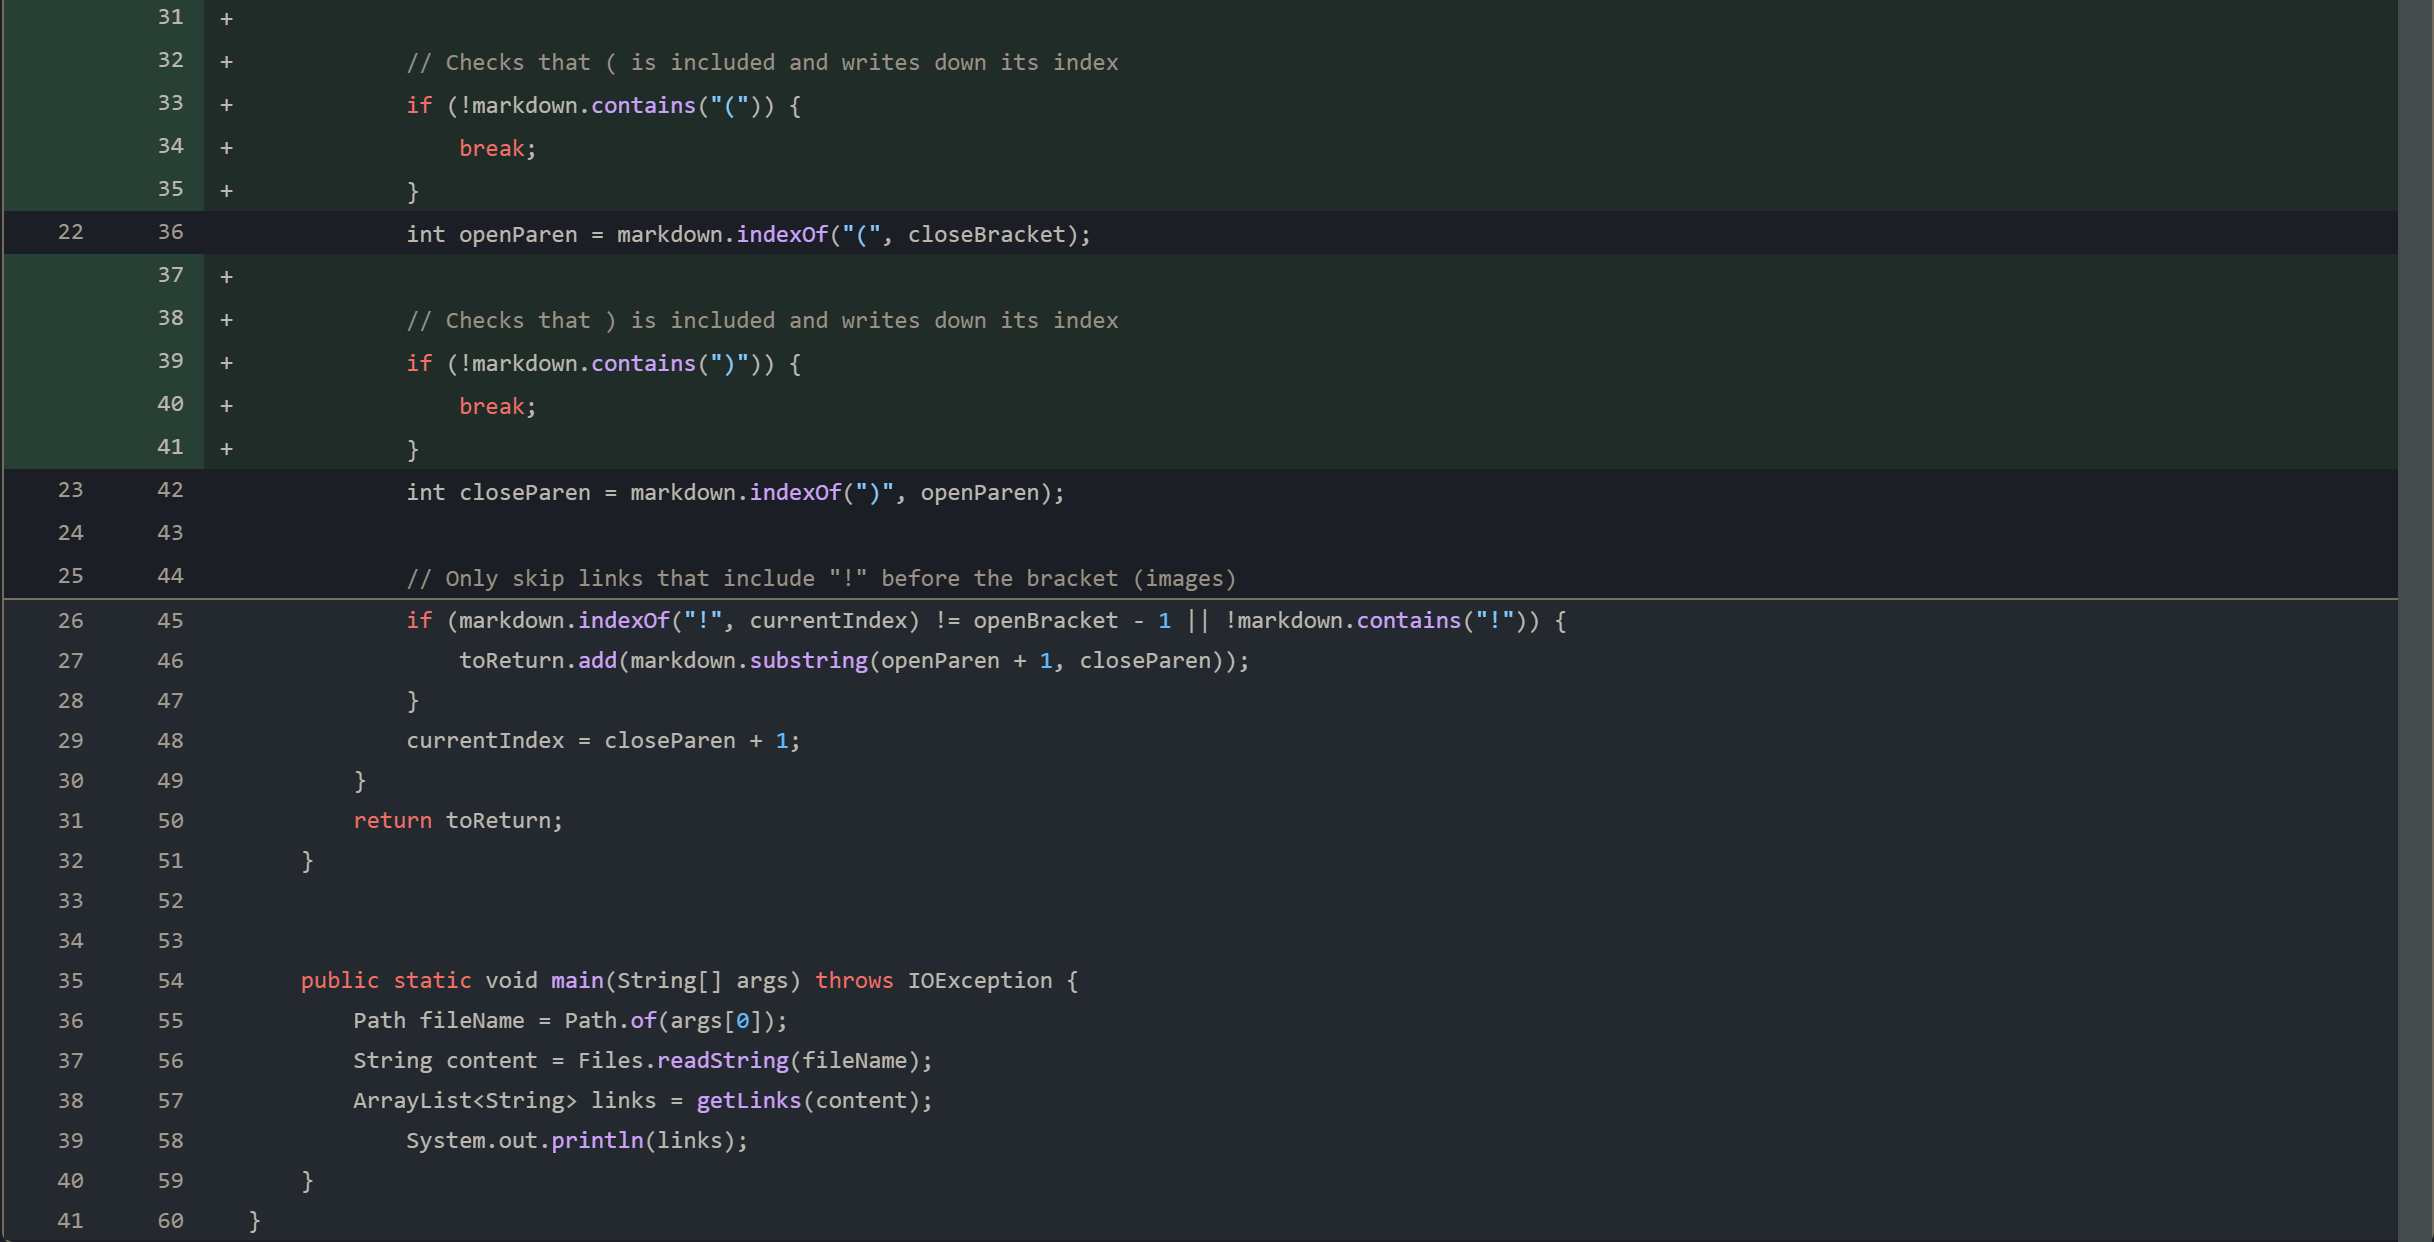 31 +
32 + // Checks that ( is included and writes down its index
33 + if (!markdown.contains("(")) {
34 + break;
35 + }
22 36 int openParen = markdown.indexOf("(", closeBracket);
37 +
38 + // Checks that ) is included and writes down its index
39 + if (!markdown.contains(")")) {
40 + break;
41 + }
23 42 int closeParen = markdown.indexOf(")", openParen);
24 43
25 44 // Only skip links that include "!" before the bracket (images)
26 45 if (markdown.indexOf("!", currentIndex) != openBracket - 1 || !markdown.contains("!")) {
27 46 toReturn.add(markdown.substring(openParen + 1, closeParen));
28 47 }
29 48 currentIndex = closeParen + 1;
30 49 }
31 50 return toReturn;
32 51 }
33 52
34 53
35 54 public static void main(String[] args) throws IOException {
36 55 Path fileName = Path.of(args[0]);
37 56 String content = Files.readString(fileName);
38 57 ArrayList<String> links = getLinks(content);
39 58 System.out.println(links);
40 59 }
41 60 }